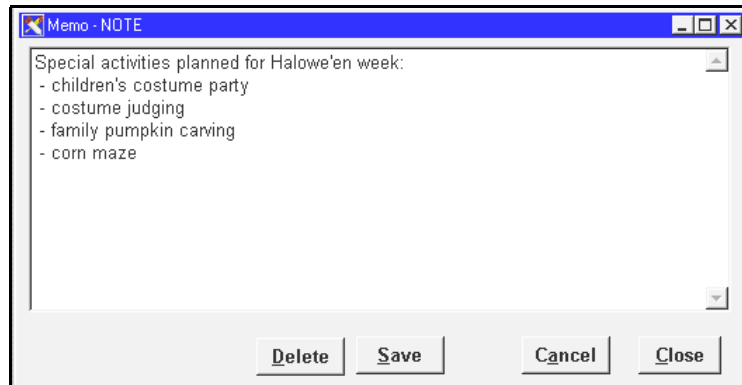 Memo - NOTE
Special activities planned for Halowe'en week:
- children's costume party
- costume judging
- family pumpkin carving
- corn maze
Delete Save Cancel Close